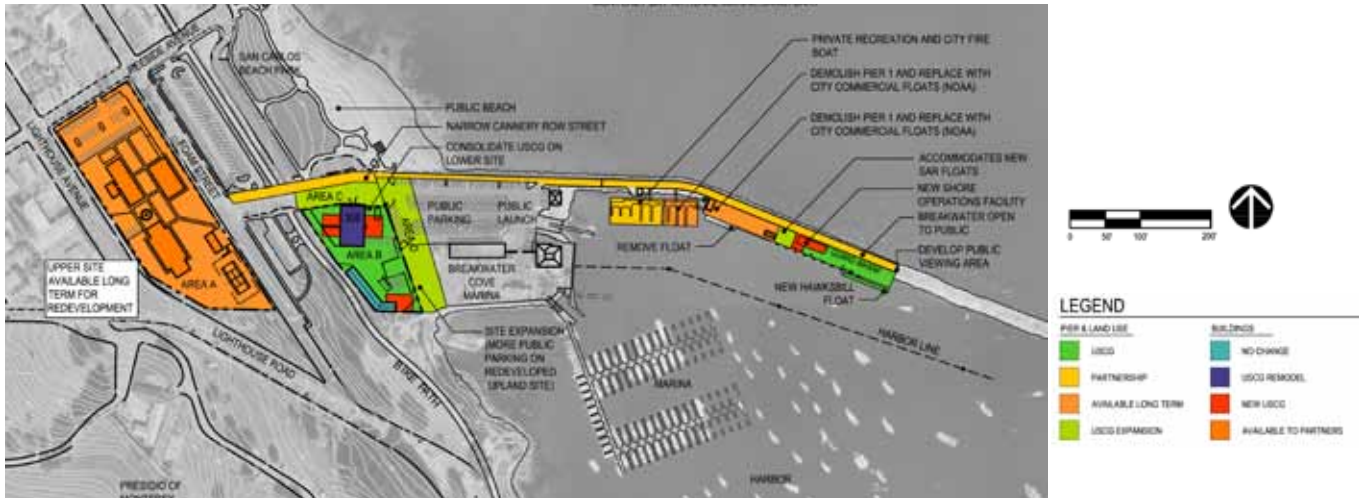 SAN CARLOS
BEACH PARK
LIGHTHOUSE AVENUE
FOAM STREET
AREA A
UPPER SITE
AVAILABLE LONG
TERM FOR
REDEVELOPMENT
LIGHTHOUSE ROAD
BIKE PATH
PRESIDIO OF
MONTEREY
PUBLIC BEACH
NARROW CANNERY ROW STREET
CONSOLIDATE USCG ON
LOWER SITE
AREA C
AREA B
AREA D
PUBLIC
PARKING
PUBLIC
LAUNCH
BREAKWATER
COVE
MARINA
SITE EXPANSION
(MORE PUBLIC
PARKING ON
REDEVELOPED
UPLAND SITE)
MARINA
HARBOR
HARBOR LINE
REMOVE FLOAT
PRIVATE RECREATION AND CITY FIRE
BOAT
DEMOLISH PIER 1 AND REPLACE WITH
CITY COMMERCIAL FLOATS (NOAA)
DEMOLISH PIER 1 AND REPLACE WITH
CITY COMMERCIAL FLOATS (NOAA)
ACCOMMODATES NEW
SAR FLOATS
NEW SHORE
OPERATIONS FACILITY
BREAKWATER OPEN
TO PUBLIC
DEVELOP PUBLIC
VIEWING AREA
NEW HAWKSBILL
FLOAT
0 50' 100' 200'
LEGEND
PIER & LAND USE
USCG
PARTNERSHIP
AVAILABLE LONG TERM
USCG EXPANSION
BUILDINGS
NO CHANGE
USCG REMODEL
NEW USCG
AVAILABLE TO PARTNERS